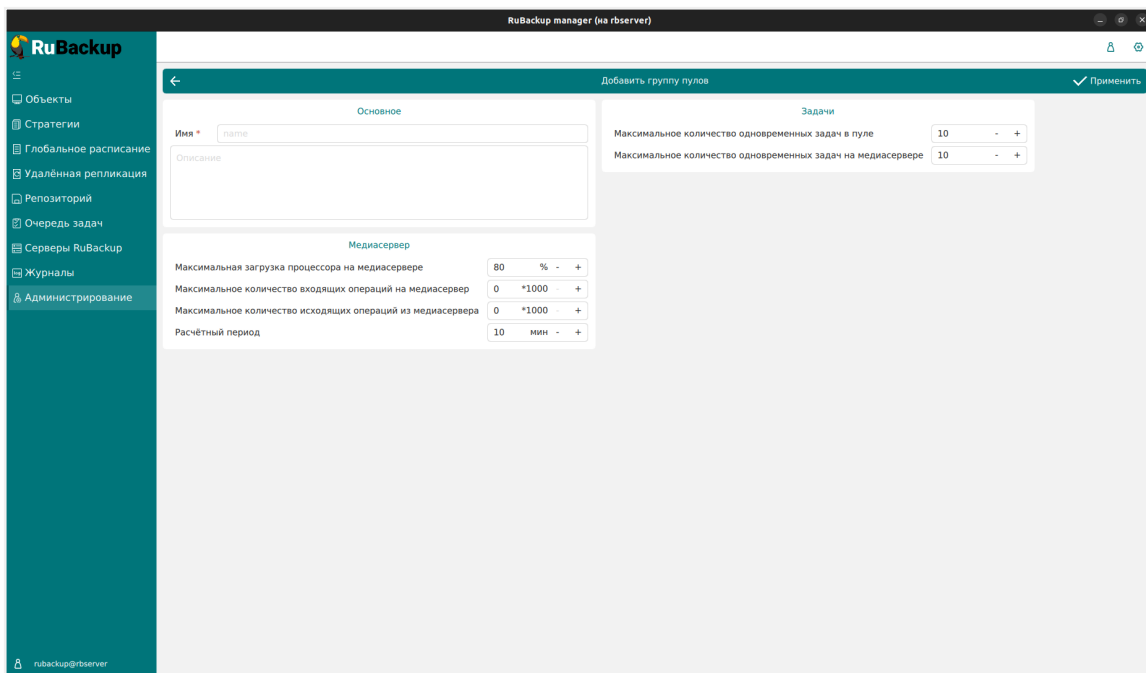 RuBackup manager (на rbserver)
RuBackup
Объекты
Стратегии
Глобальное расписание
Удалённая репликация
Репозиторий
Очередь задач
Серверы RuBackup
Журналы
Администрирование
rubackup@rbserver
Добавить группу пулов
Применить
Основное
Имя * name
Описание
Медиасервер
Максимальная загрузка процессора на медиасервере 80 % - +
Максимальное количество входящих операций на медиасервер 0 *1000 - +
Максимальное количество исходящих операций из медиасервера 0 *1000 - +
Расчётный период 10 мин - +
Задачи
Максимальное количество одновременных задач в пуле 10 - +
Максимальное количество одновременных задач на медиасервере 10 - +